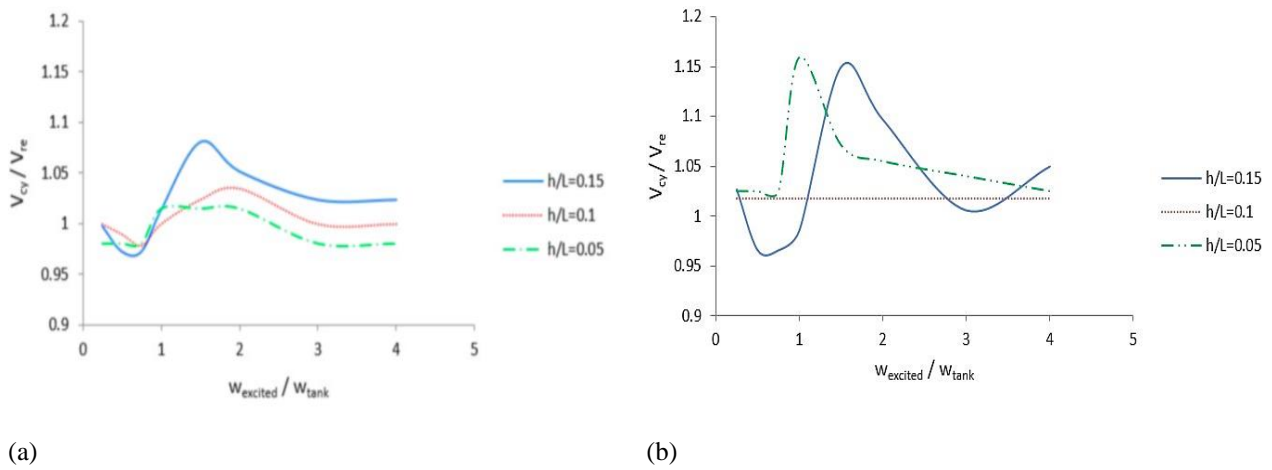 1.2
1.15
1.1
1.05
1
0.95
0.9
Vcy / Vre
0
1
2
3
4
5
wexcited / wtank
h/L=0.15
h/L=0.1
h/L=0.05
(a)
1.2
1.15
1.1
1.05
1
0.95
0.9
Vcy / Vre
0
1
2
3
4
5
wexcited / wtank
h/L=0.15
h/L=0.1
h/L=0.05
(b)